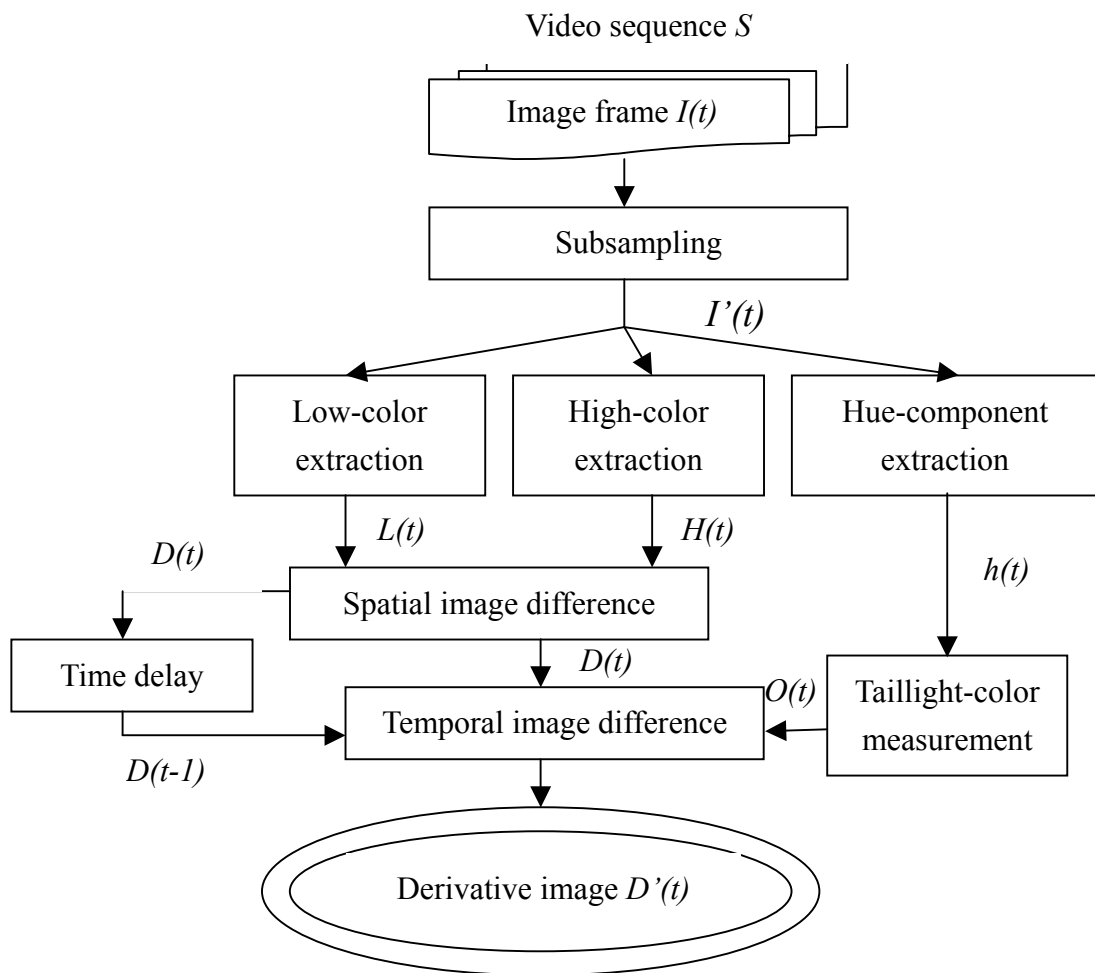 Video sequence S
Image frame I(t)
Subsampling
I’(t)
Low-color
extraction
High-color
extraction
Hue-component
extraction
L(t)
H(t)
D(t)
h(t)
Spatial image difference
Time delay
D(t)
O(t)
Taillight-color
measurement
Temporal image difference
D(t-1)
Derivative image D’(t)